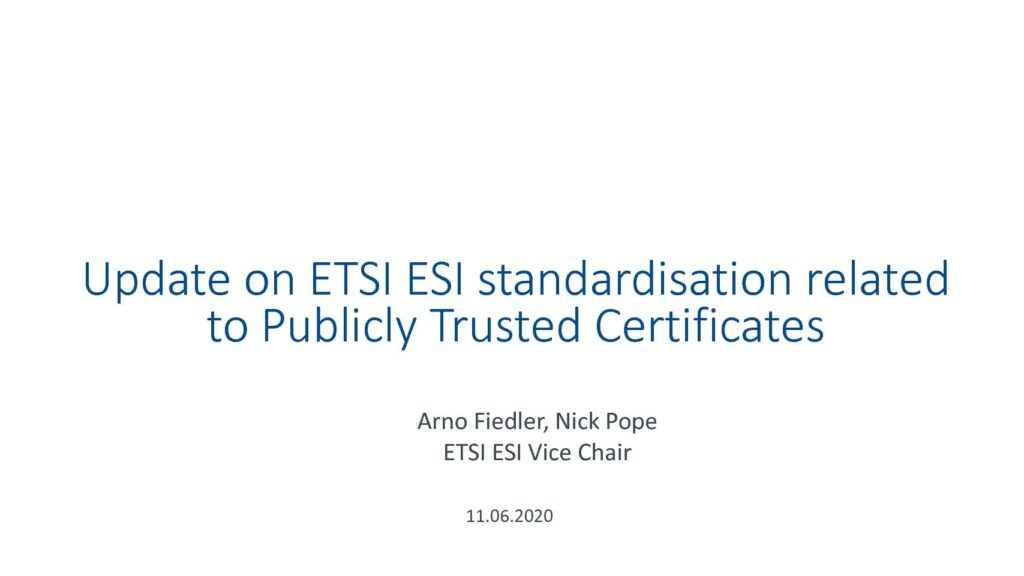 Update on ETSI ESI standardisation related
to Publicly Trusted Certificates
Arno Fiedler, Nick Pope
ETSI ESI Vice Chair
11.06.2020